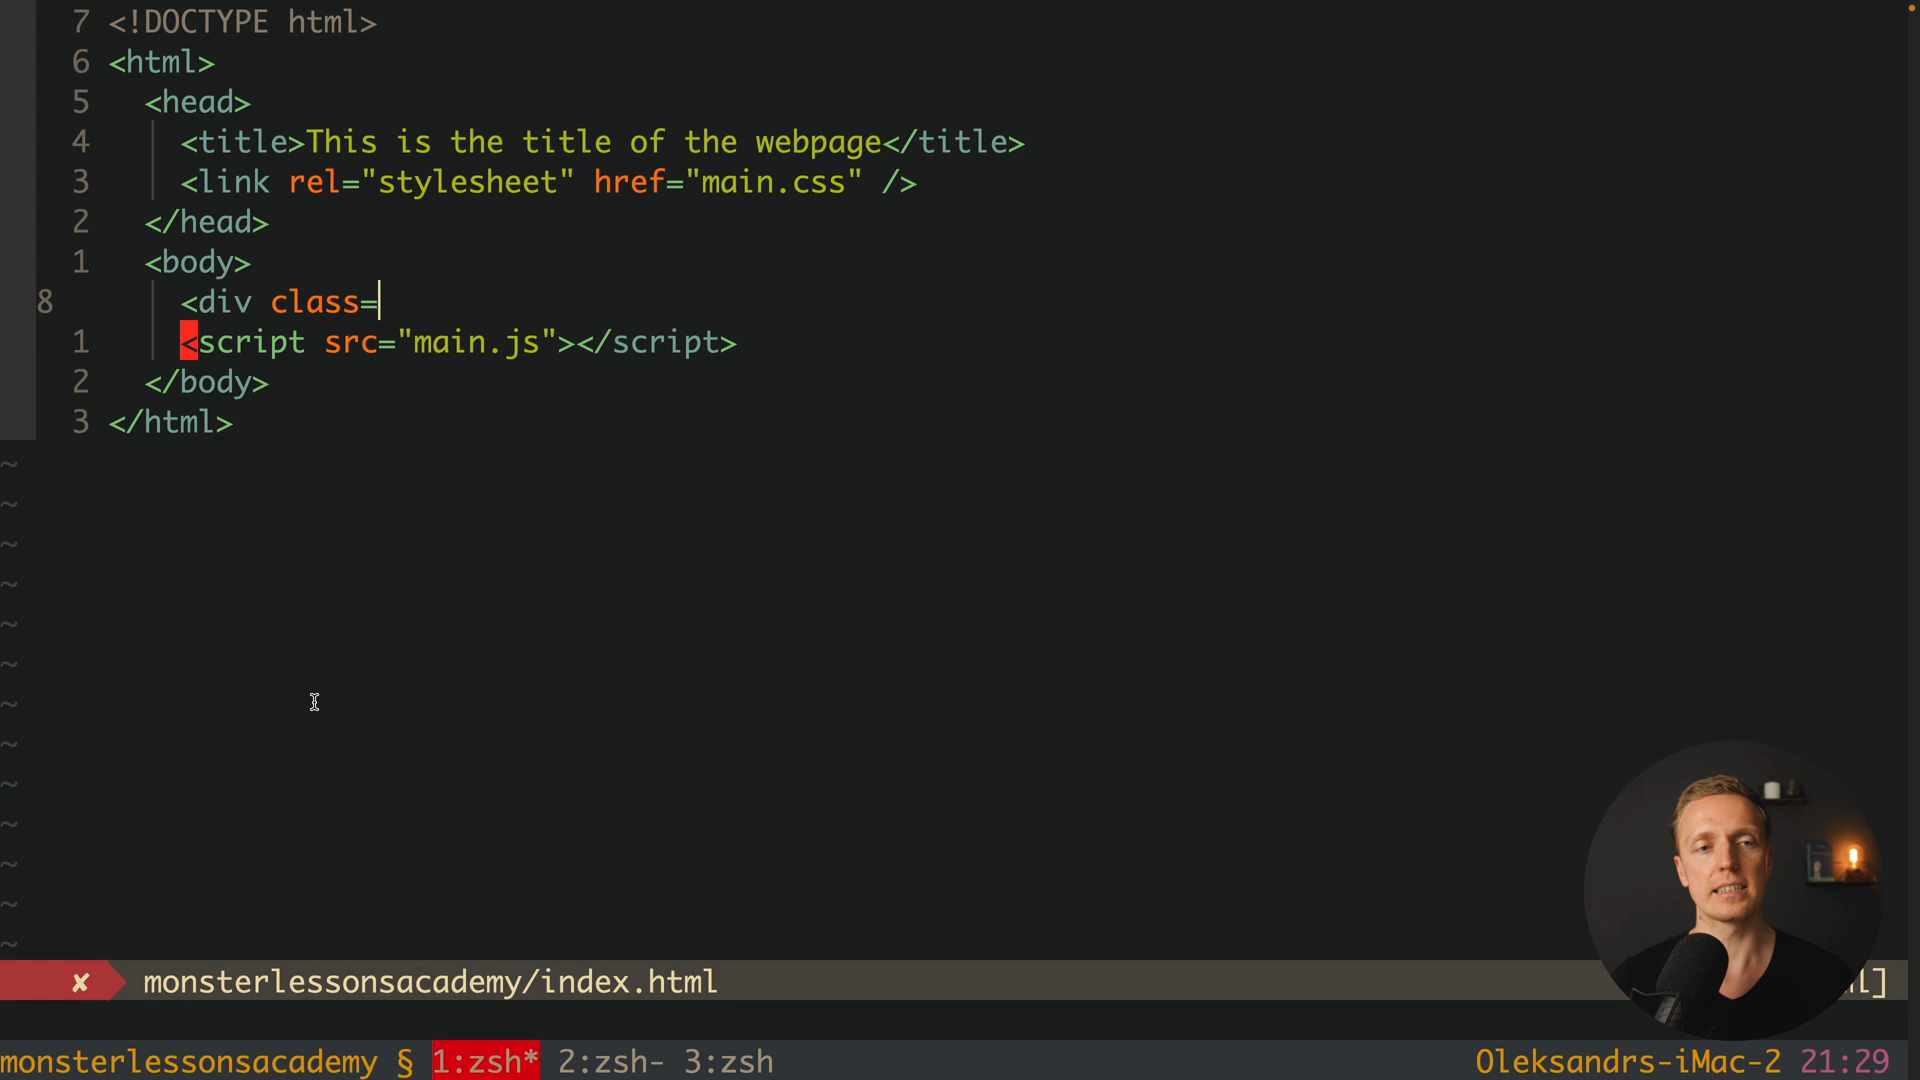 7 <!DOCTYPE html>
6 <html>
5 <head>
4 <title>This is the title of the webpage</title>
3 <link rel="stylesheet" href="main.css" />
2 </head>
1 <body>
8 <div class=
1 <script src="main.js"></script>
2 </body>
3 </html>
~
~
~
~
~
~
~
~
~
~
~
~
~
✘ monsterlessonsacademy/index.html l]
monsterlessonsacademy § 1:zsh* 2:zsh- 3:zsh Oleksandrs-iMac-2 21:29